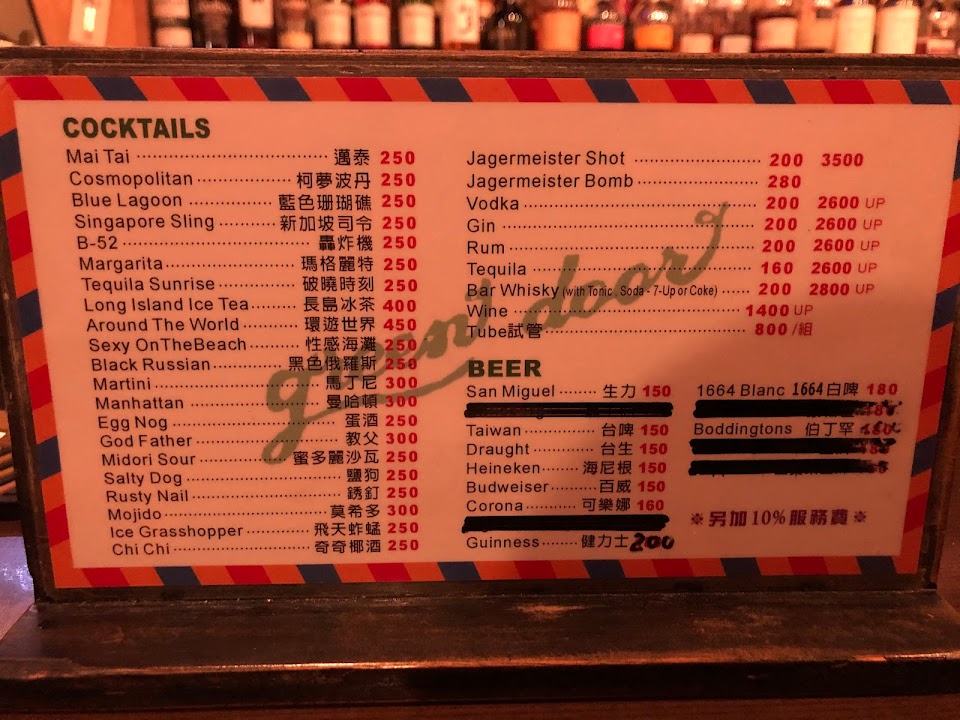 COCKTAILS
Mai Tai 邁泰 250
Cosmopolitan 柯夢波丹 250
Blue Lagoon 藍色珊瑚礁 250
Singapore Sling 新加坡司令 250
B-52 轟炸機 250
Margarita 瑪格麗特 250
Tequila Sunrise 破曉時刻 250
Long Island Ice Tea 長島冰茶 400
Around The World 環遊世界 450
Sexy OnTheBeach 性感海灘 250
Black Russian 黑色俄羅斯 250
Martini 馬丁尼 300
Manhattan 曼哈頓 300
Egg Nog 蛋酒 250
God Father 教父 300
Midori Sour 蜜多麗沙瓦 250
Salty Dog 鹽狗 250
Rusty Nail 銹釘 250
Mojido 莫希多 300
Ice Grasshopper 飛天蚱蜢 250
Chi Chi 奇奇椰酒 250
green door
Jagermeister Shot 200 3500
Jagermeister Bomb 280
Vodka 200 2600 UP
Gin 200 2600 UP
Rum 200 2600 UP
Tequila 160 2600 UP
Bar Whisky (with Tonic . Soda - 7-Up or Coke) 200 2800 UP
Wine 1400 UP
Tube試管 800 /組
BEER
San Miguel 生力 150
Taiwan 台啤 150
Draught 台生 150
Heineken 海尼根 150
Budweiser 百威 150
Corona 可樂娜 160
Guinness 健力士 200
1664 Blanc 1664白啤 180
Boddingtons 伯丁罕
※另加10%服務費※